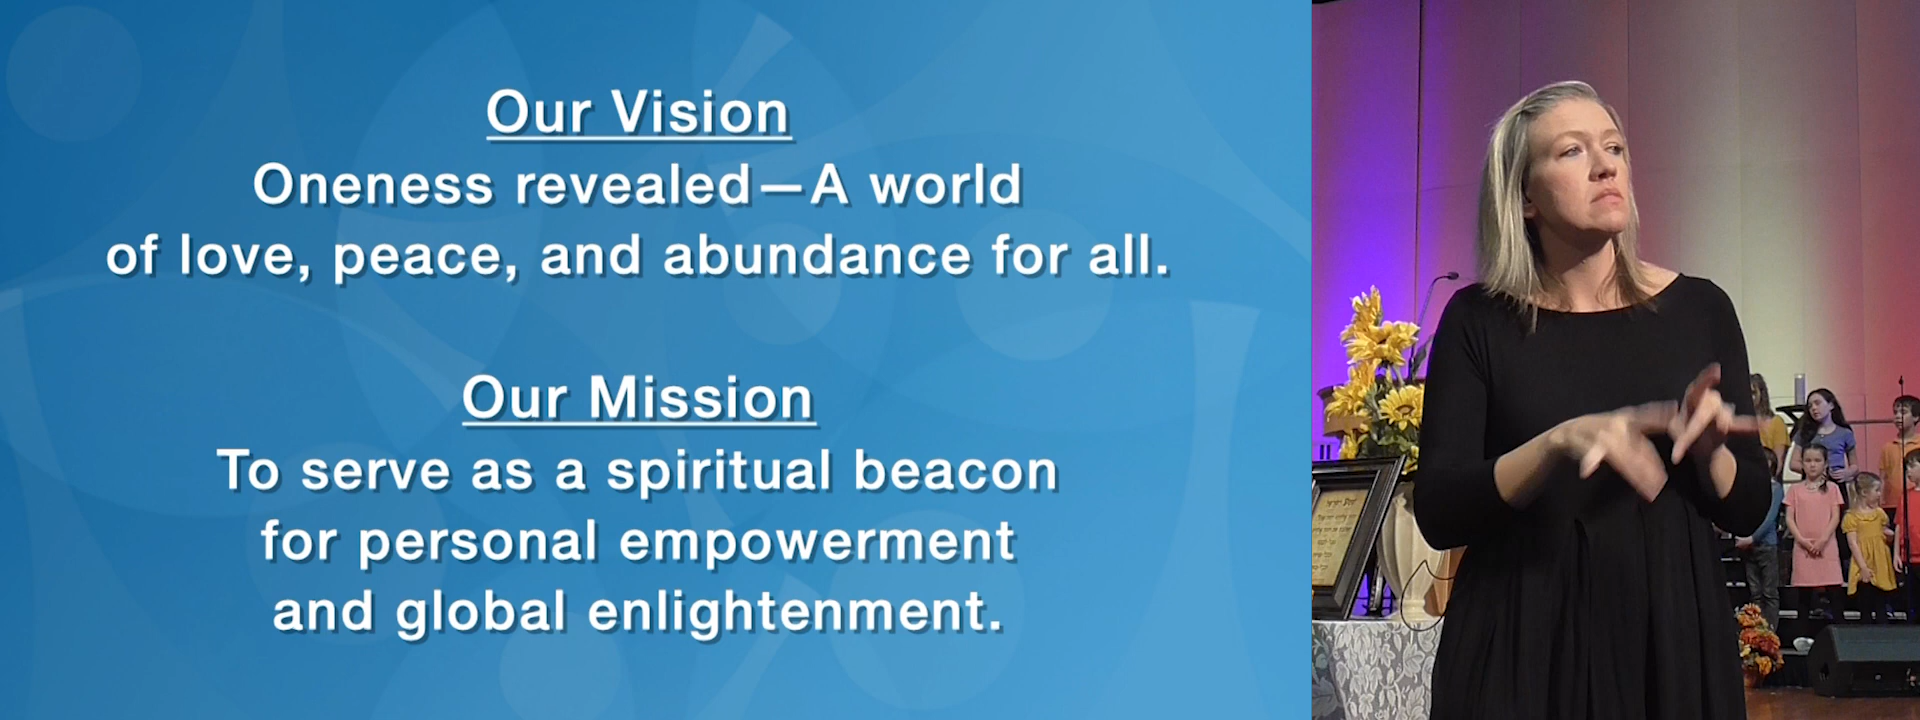 Our Vision
Oneness revealed—A world
of love, peace, and abundance for all.
Our Mission
To serve as a spiritual beacon
for personal empowerment
and global enlightenment.